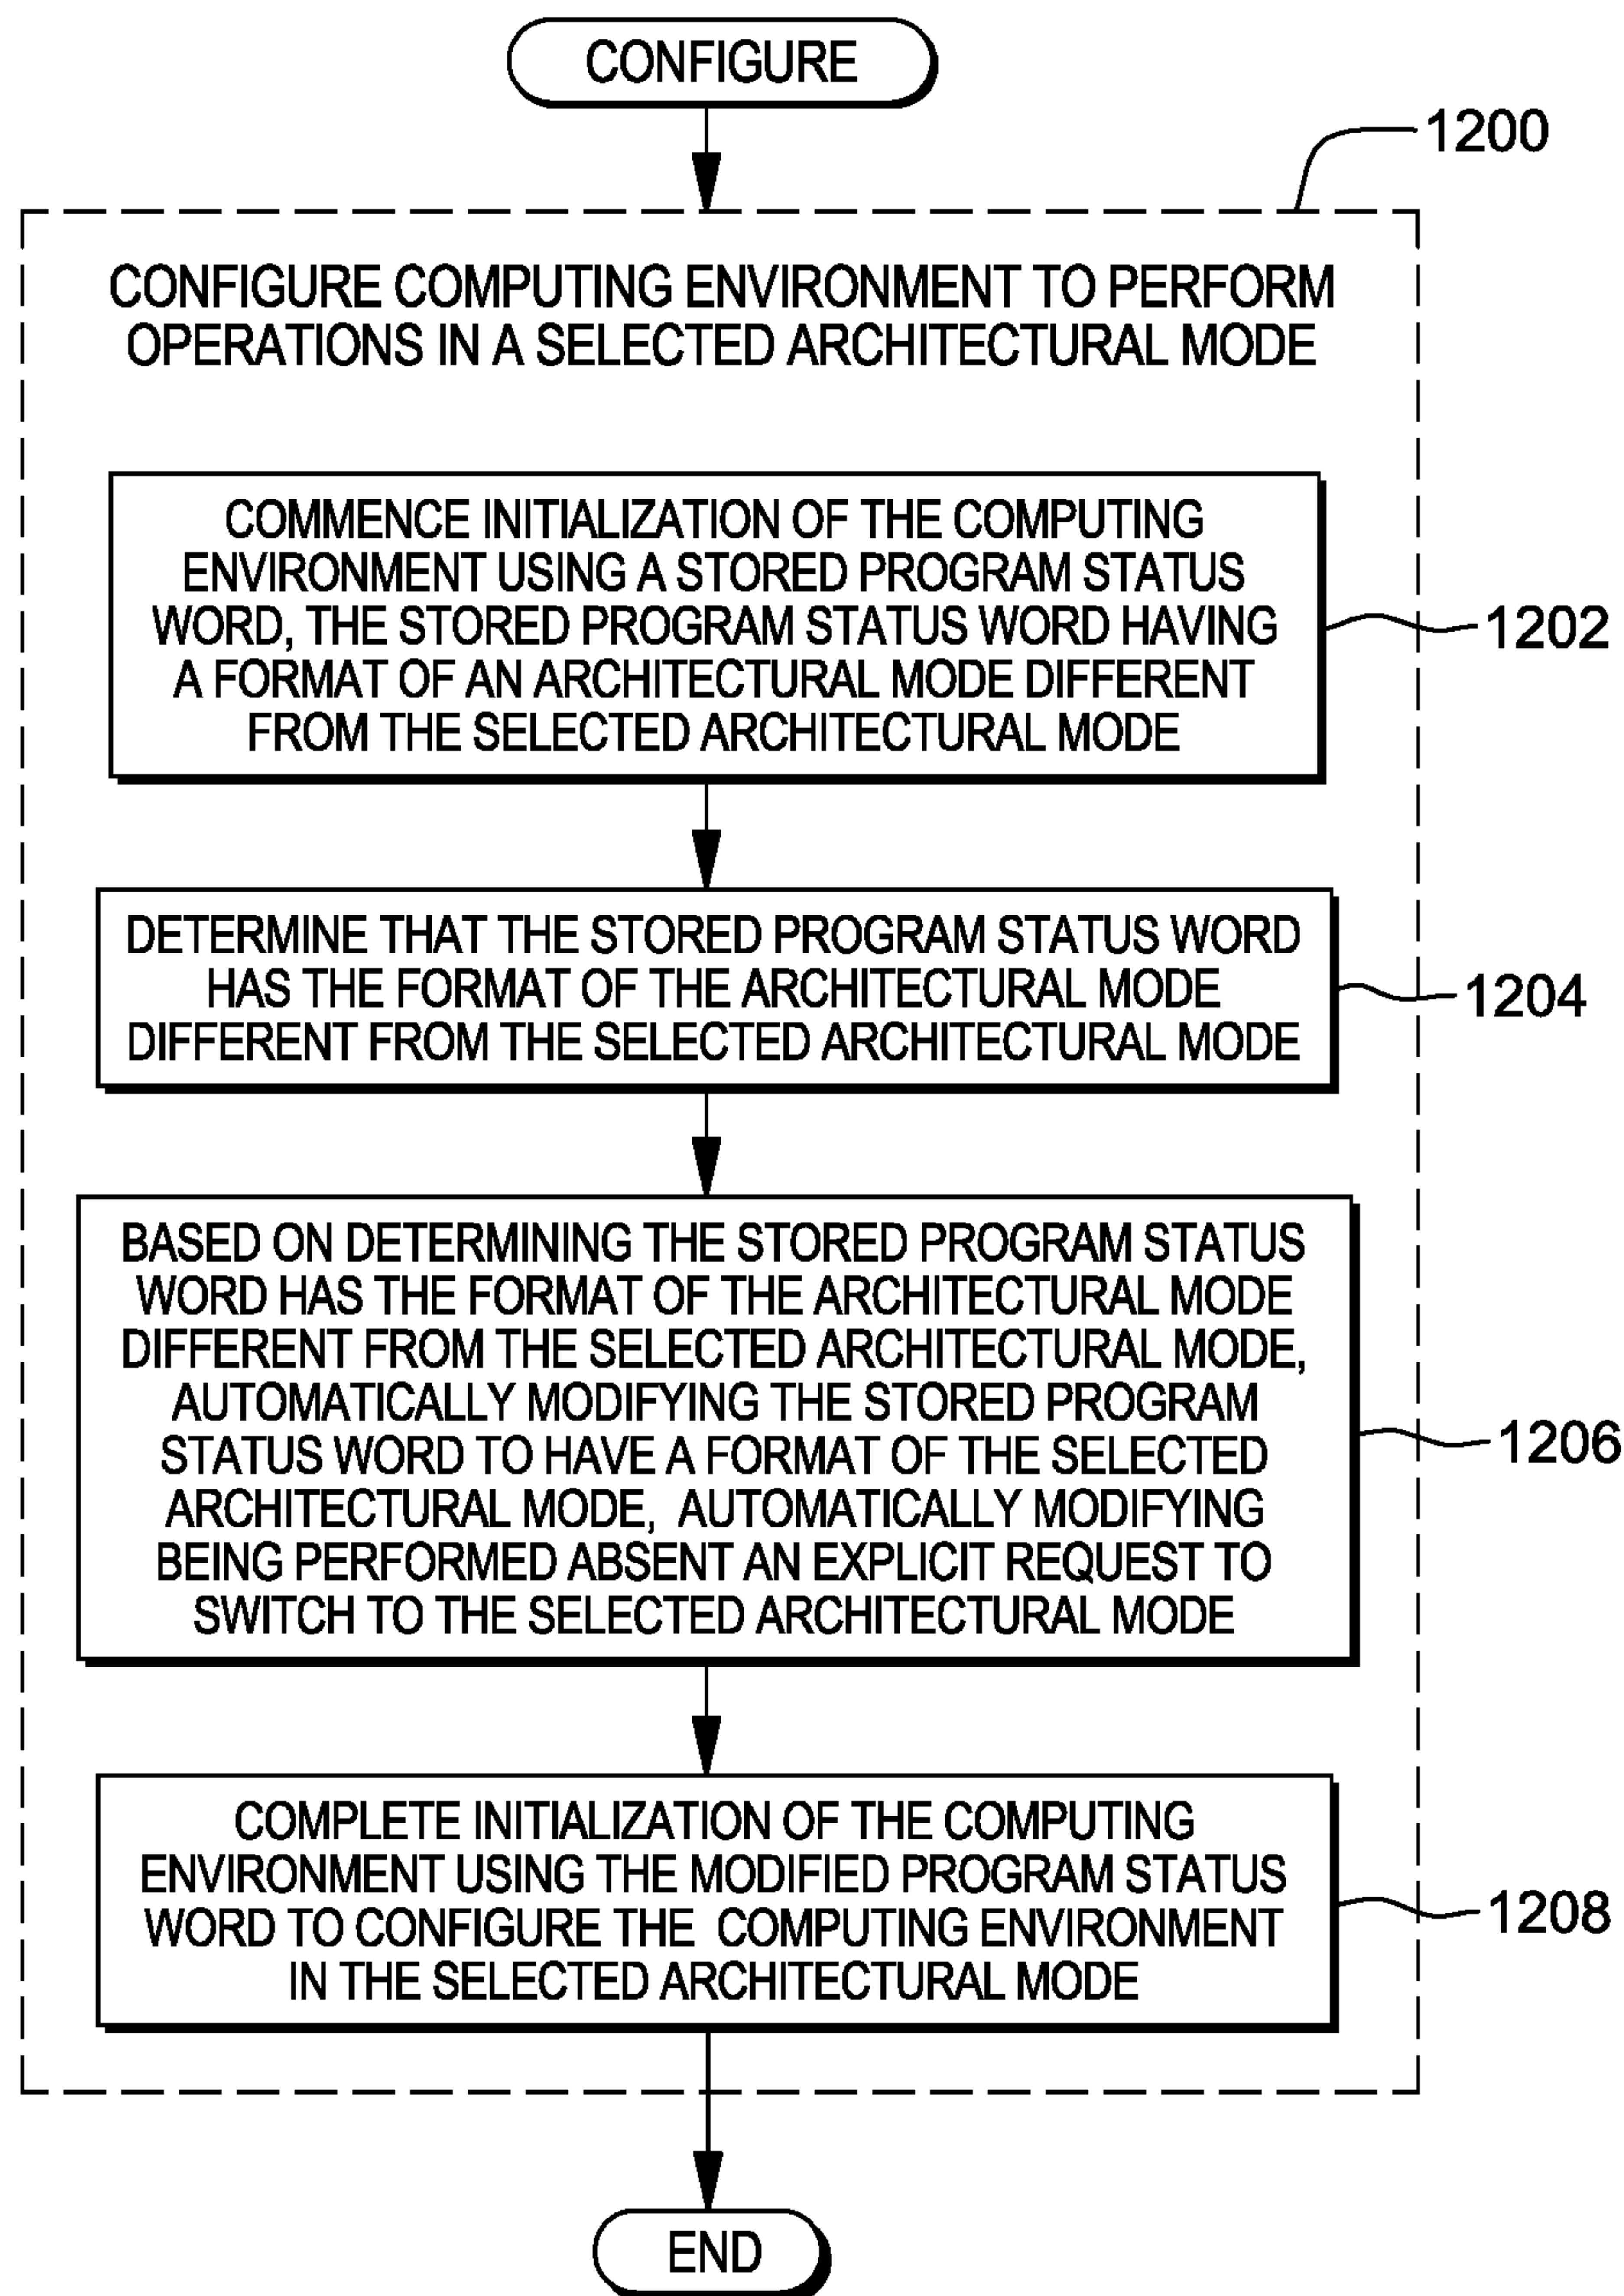 CONFIGURE
1200
CONFIGURE COMPUTING ENVIRONMENT TO PERFORM
OPERATIONS IN A SELECTED ARCHITECTURAL MODE
COMMENCE INITIALIZATION OF THE COMPUTING
ENVIRONMENT USING A STORED PROGRAM STATUS
WORD, THE STORED PROGRAM STATUS WORD HAVING
A FORMAT OF AN ARCHITECTURAL MODE DIFFERENT
FROM THE SELECTED ARCHITECTURAL MODE
1202
DETERMINE THAT THE STORED PROGRAM STATUS WORD
HAS THE FORMAT OF THE ARCHITECTURAL MODE
DIFFERENT FROM THE SELECTED ARCHITECTURAL MODE
1204
BASED ON DETERMINING THE STORED PROGRAM STATUS
WORD HAS THE FORMAT OF THE ARCHITECTURAL MODE
DIFFERENT FROM THE SELECTED ARCHITECTURAL MODE,
AUTOMATICALLY MODIFYING THE STORED PROGRAM
STATUS WORD TO HAVE A FORMAT OF THE SELECTED
ARCHITECTURAL MODE, AUTOMATICALLY MODIFYING
BEING PERFORMED ABSENT AN EXPLICIT REQUEST TO
SWITCH TO THE SELECTED ARCHITECTURAL MODE
1206
COMPLETE INITIALIZATION OF THE COMPUTING
ENVIRONMENT USING THE MODIFIED PROGRAM STATUS
WORD TO CONFIGURE THE COMPUTING ENVIRONMENT
IN THE SELECTED ARCHITECTURAL MODE
1208
END